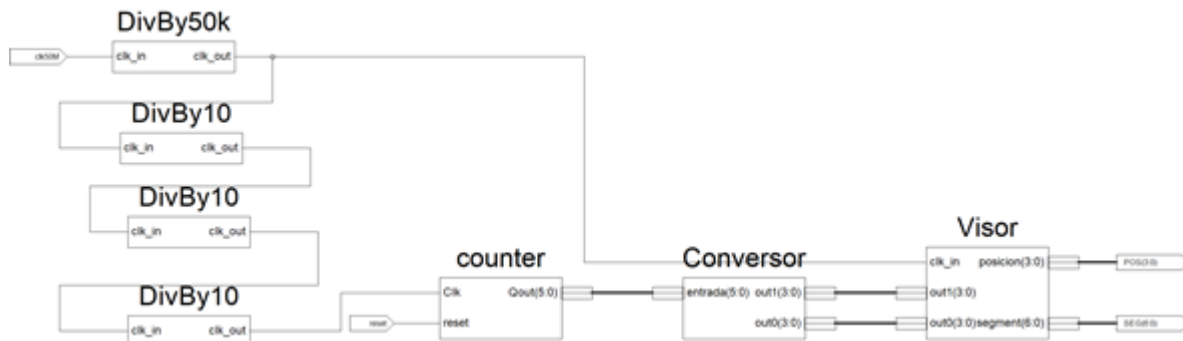 DivBy50k
clk50M clk_in clk_out
DivBy10
clk_in clk_out
DivBy10
clk_in clk_out
DivBy10
clk_in clk_out
counter
Clk Qout(5:0)
reset reset
Conversor
entrada(5:0) out1(3:0)
out0(3:0)
Visor
clk_in posicion(3:0) POS(3:0)
out1(3:0)
out0(3:0) segment(6:0) SEG(6:0)